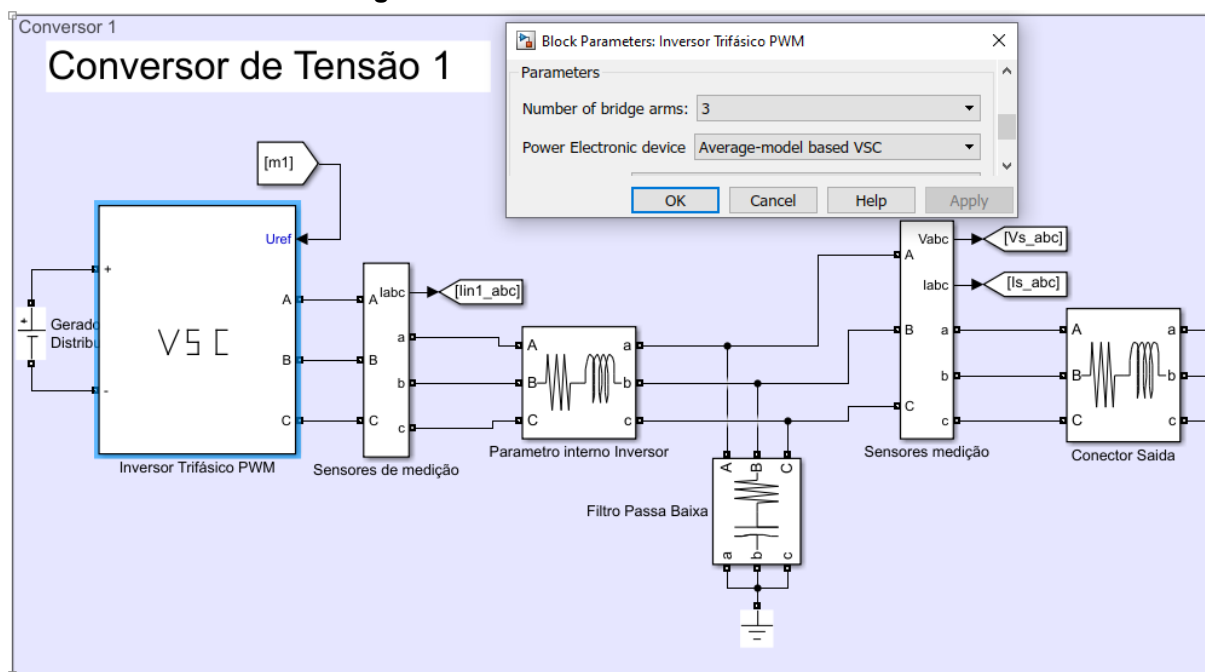 Conversor 1
Conversor de Tensão 1
Block Parameters: Inversor Trifásico PWM
Parameters
Number of bridge arms: 3
Power Electronic device Average-model based VSC
OK Cancel Help Apply
[m1]
Uref
+
A
B
C
-
VSC
Inversor Trifásico PWM
+
Gerado
Distribu
A
B
C
Iabc
a
b
c
[Iin1_abc]
Sensores de medição
A
B
C
a
b
c
Parametro interno Inversor
A
B
C
a
b
c
Filtro Passa Baixa
Vabc
Iabc
A
B
C
a
b
c
[Vs_abc]
[Is_abc]
Sensores medição
A
B
C
a
b
c
Conector Saida